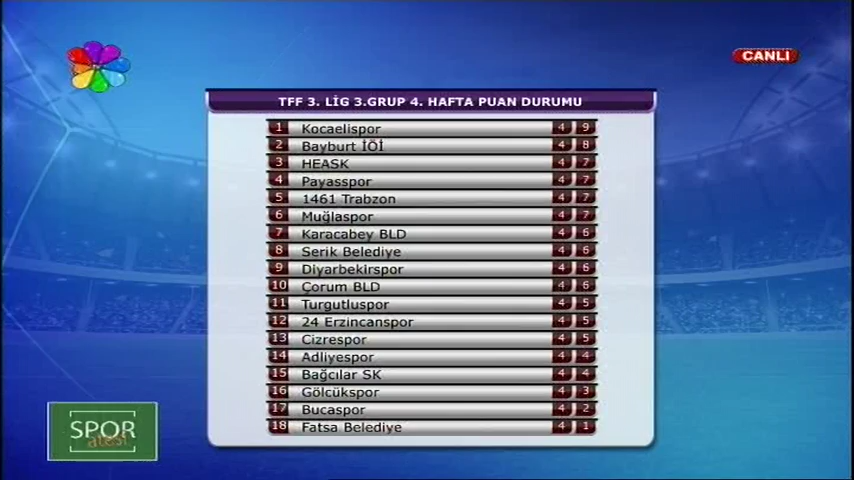 CANLI
TFF 3. LİG 3.GRUP 4. HAFTA PUAN DURUMU
1 Kocaelispor 4 9
2 Bayburt İÖİ 4 8
3 HEASK 4 7
4 Payasspor 4 7
5 1461 Trabzon 4 7
6 Muğlaspor 4 7
7 Karacabey BLD 4 6
8 Serik Belediye 4 6
9 Diyarbekirspor 4 6
10 Çorum BLD 4 6
11 Turgutluspor 4 5
12 24 Erzincanspor 4 5
13 Cizrespor 4 5
14 Adliyespor 4 4
15 Bağcılar SK 4 4
16 Gölcükspor 4 3
17 Bucaspor 4 2
18 Fatsa Belediye 4 1
SPOR
atesi